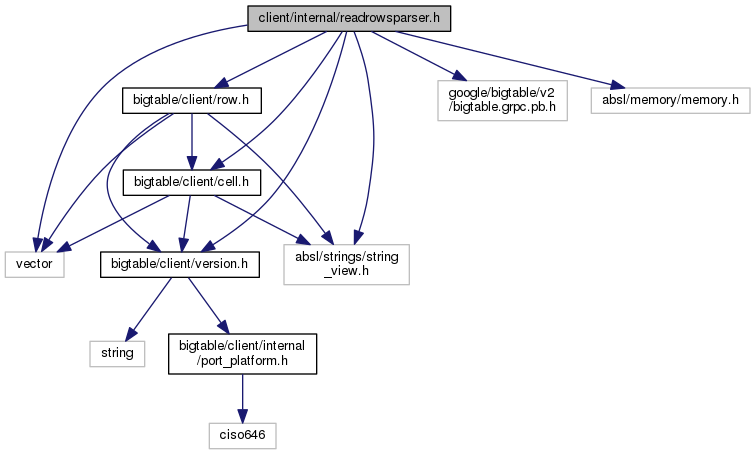 client/internal/readrowsparser.h
bigtable/client/row.h
google/bigtable/v2
/bigtable.grpc.pb.h
absl/memory/memory.h
bigtable/client/cell.h
vector
bigtable/client/version.h
absl/strings/string
_view.h
string
bigtable/client/internal
/port_platform.h
ciso646